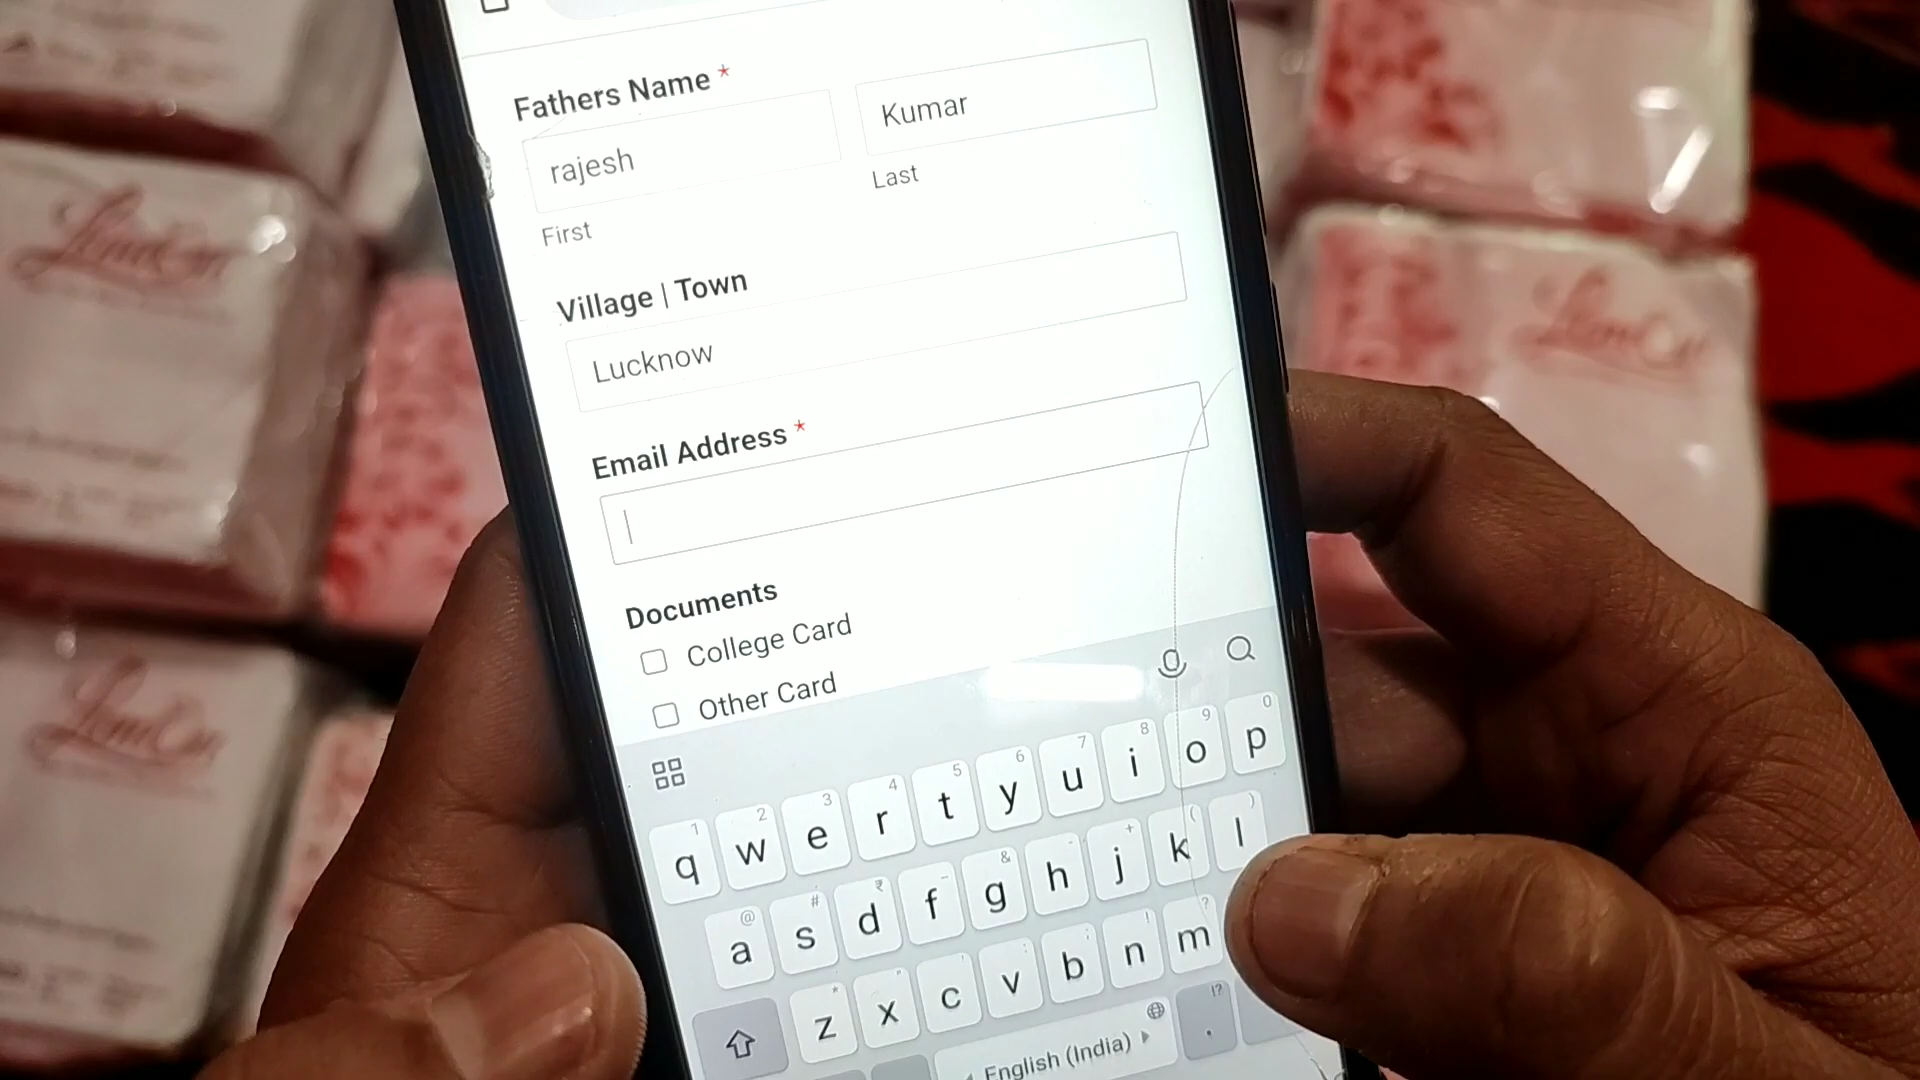 Fathers Name *
rajesh
Kumar
First
Last
Village | Town
Lucknow
Email Address *
Documents
College Card
Other Card
1 2 3 4 5 6 7 8 9 0
q w e r t y u i o p
@ # ₹ _ & - + ( )
a s d f g h j k l
* " ' : ; ! ?
z x c v b n m
English (India)
. !?